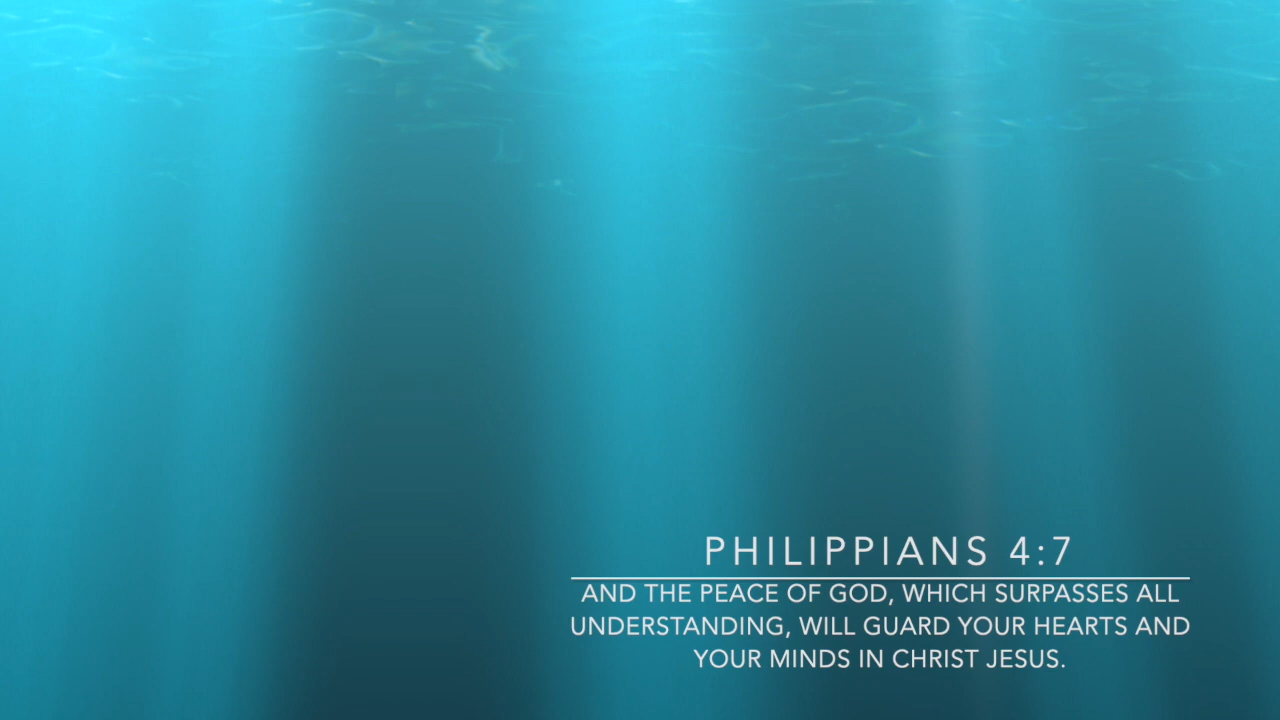 PHILIPPIANS 4:7
AND THE PEACE OF GOD, WHICH SURPASSES ALL
UNDERSTANDING, WILL GUARD YOUR HEARTS AND
YOUR MINDS IN CHRIST JESUS.